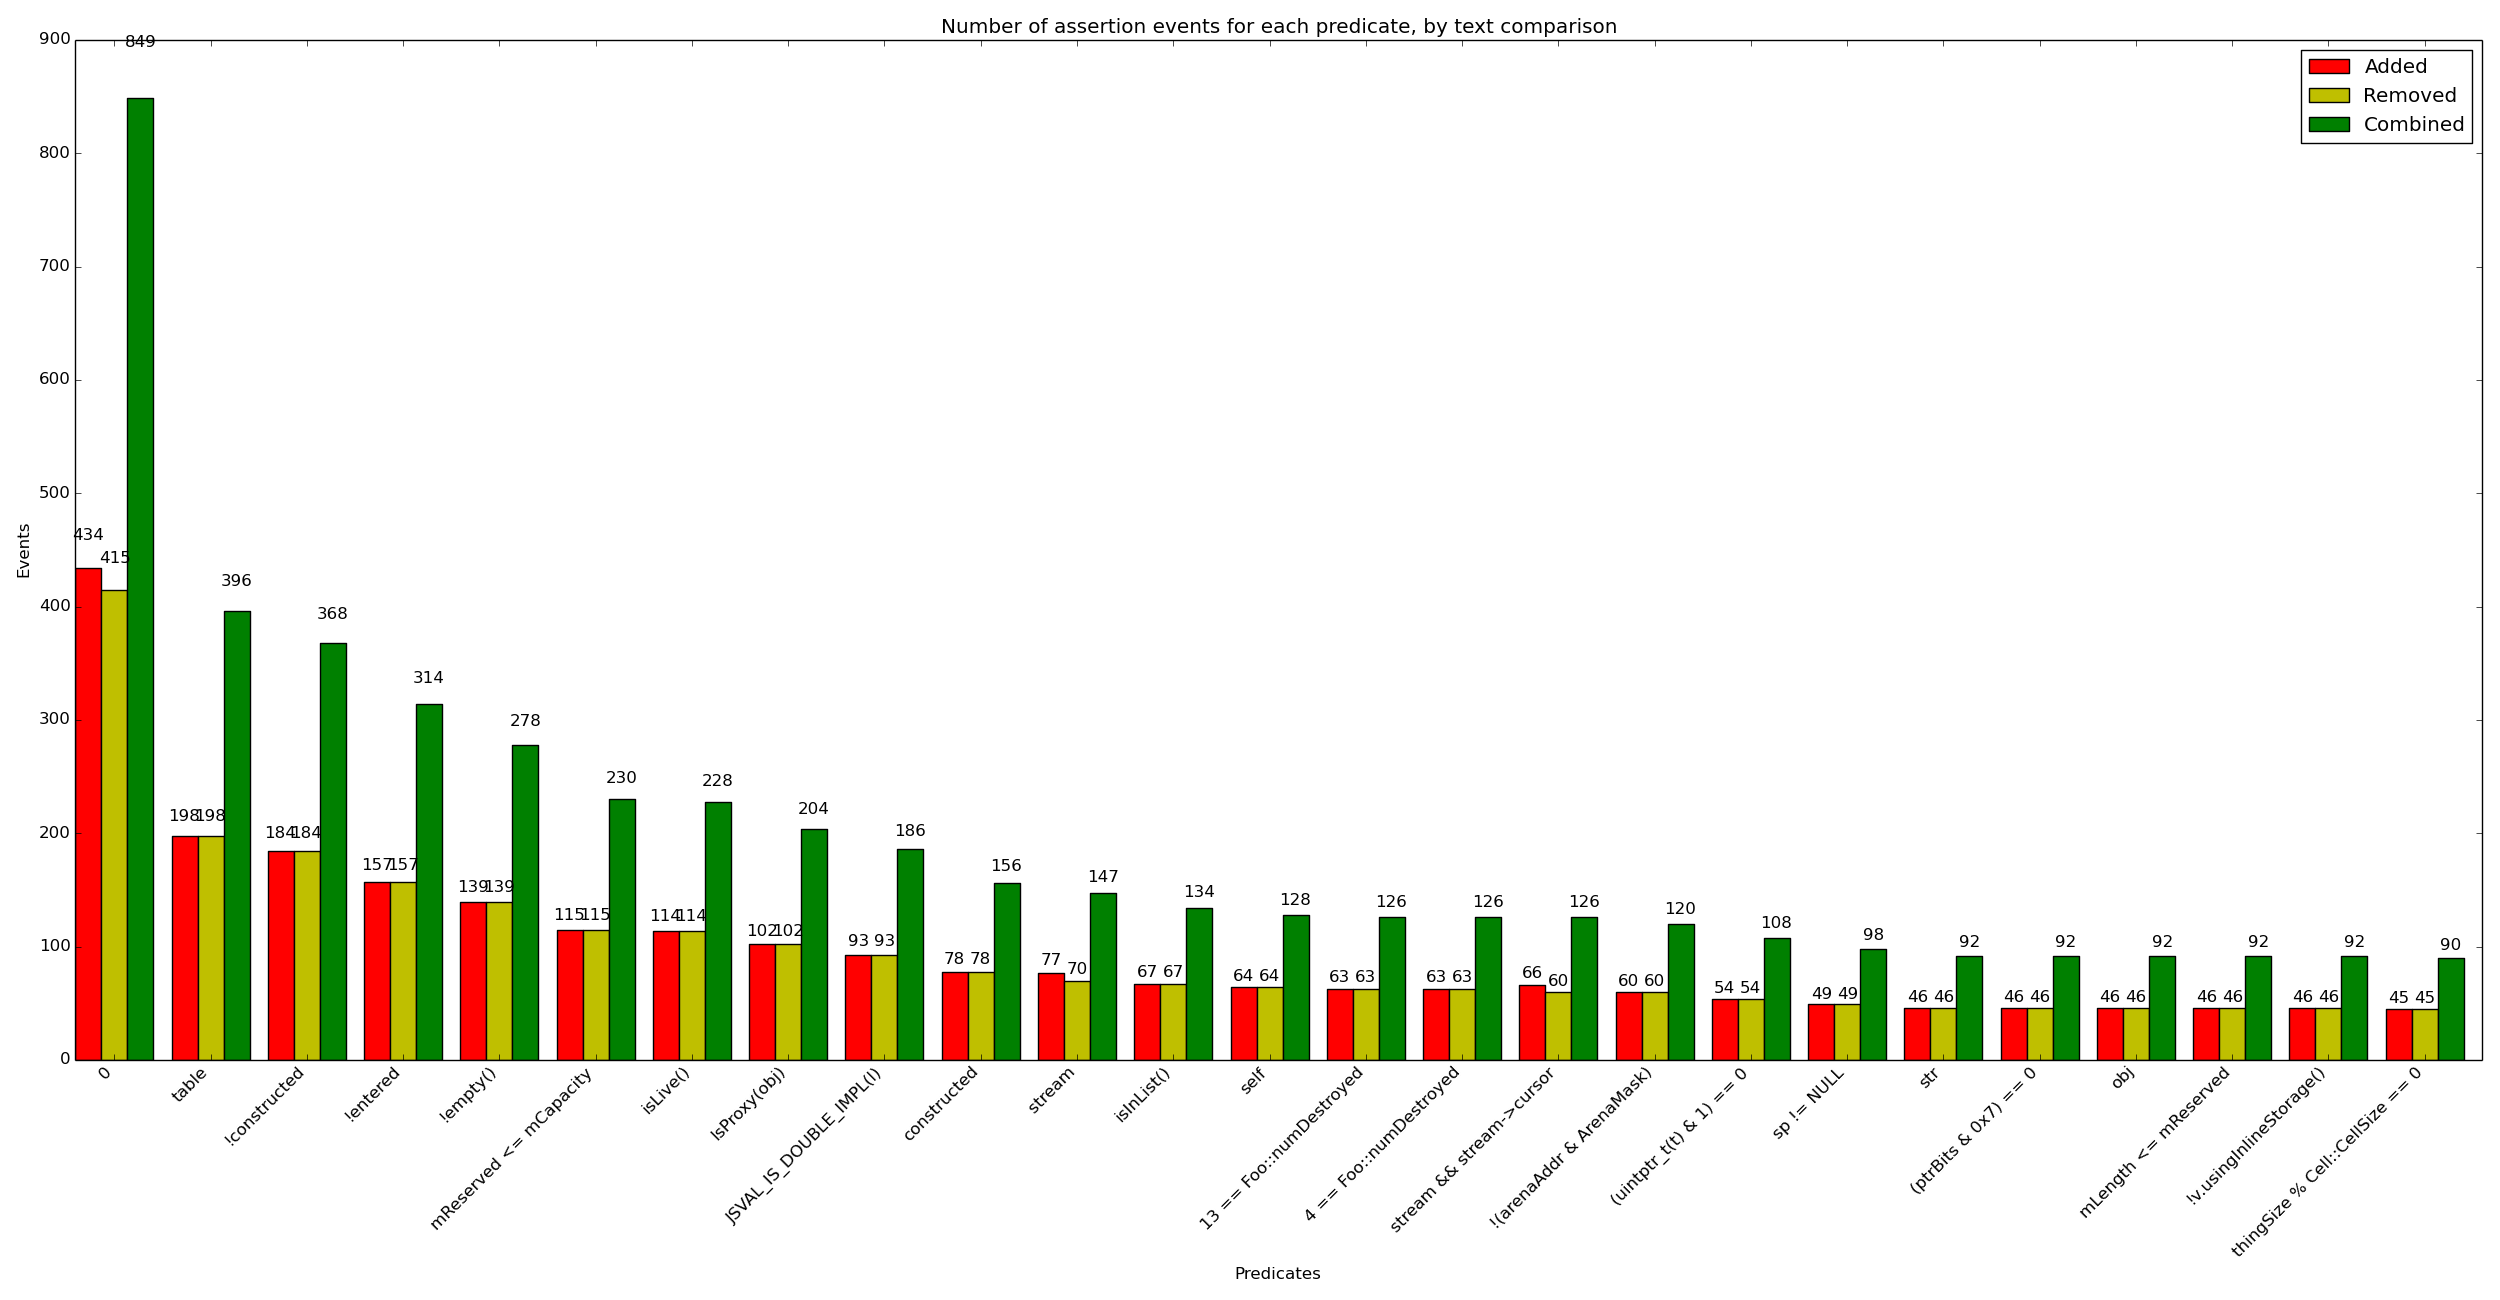 Number of assertion events for each predicate, by text comparison
Added
Removed
Combined
Events
900
800
700
600
500
400
300
200
100
0
434 415 849
198 198 396
184 184 368
157 157 314
139 139 278
115 115 230
114 114 228
102 102 204
93 93 186
78 78 156
77 70 147
67 67 134
64 64 128
63 63 126
63 63 126
66 60 126
60 60 120
54 54 108
49 49 98
46 46 92
46 46 92
46 46 92
46 46 92
46 46 92
45 45 90
0
table
!constructed
!entered
!empty()
mReserved <= mCapacity
isLive()
IsProxy(obj)
JSVAL_IS_DOUBLE_IMPL(l)
constructed
stream
isInList()
self
13 == Foo::numDestroyed
4 == Foo::numDestroyed
stream && stream->cursor
!(arenaAddr & ArenaMask)
(uintptr_t(t) & 1) == 0
sp != NULL
str
(ptrBits & 0x7) == 0
obj
mLength <= mReserved
!v.usingInlineStorage()
thingSize % Cell::CellSize == 0
Predicates